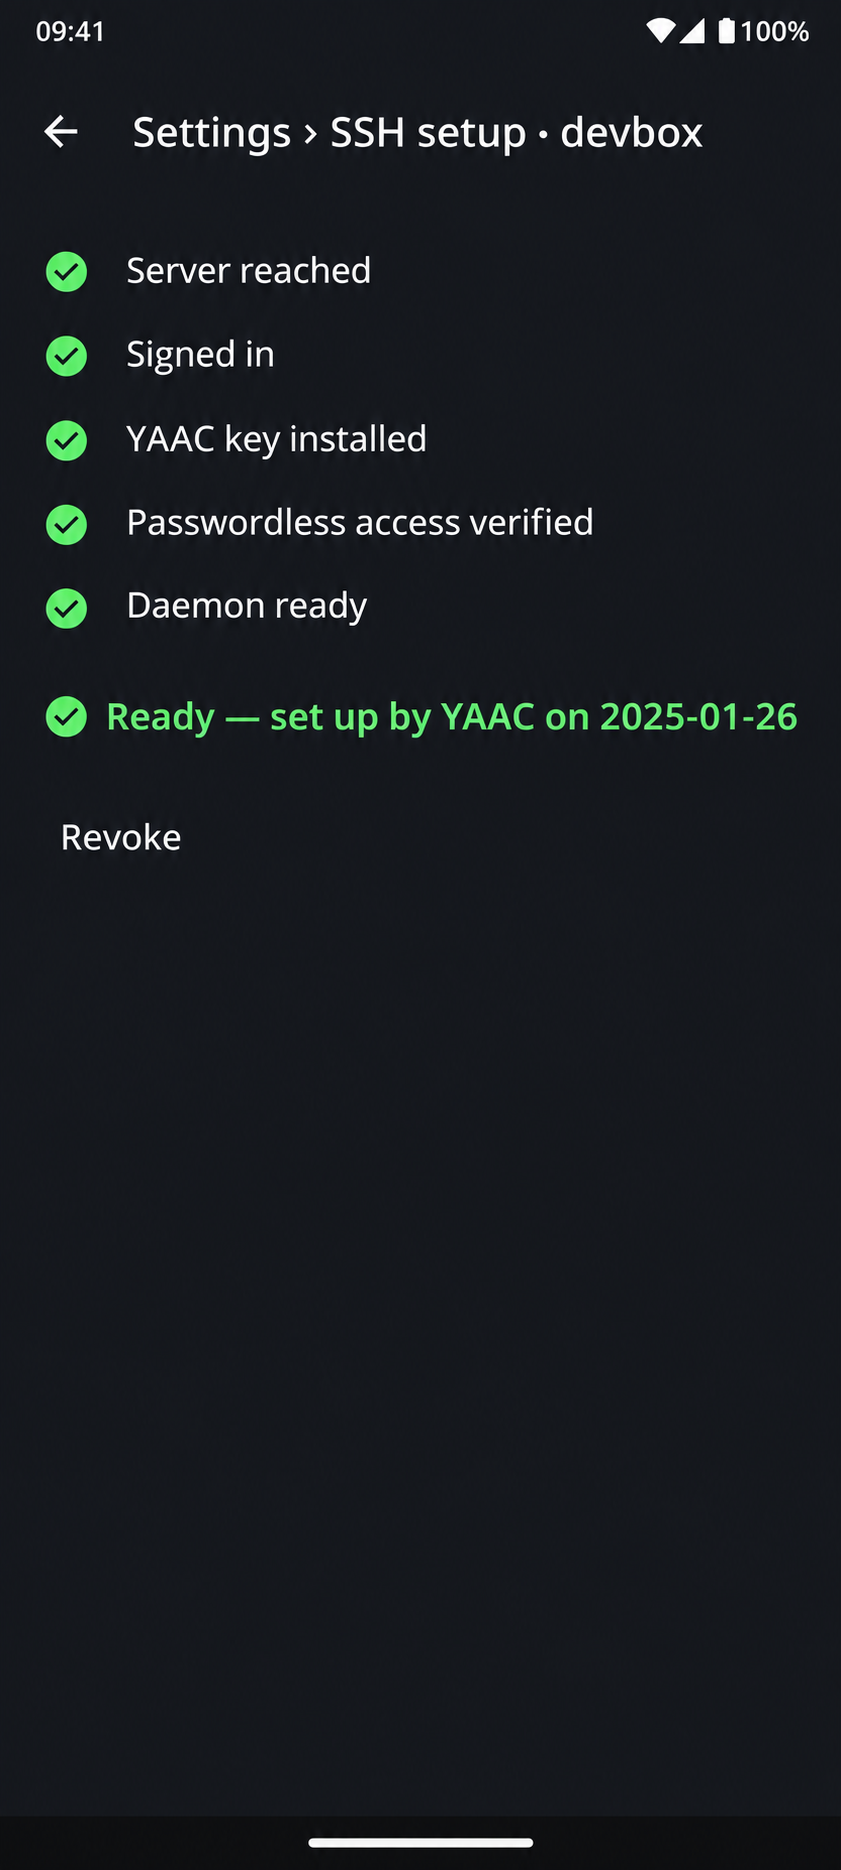 09:41
100%
Settings › SSH setup · devbox
Server reached
Signed in
YAAC key installed
Passwordless access verified
Daemon ready
Ready — set up by YAAC on 2025-01-26
Revoke